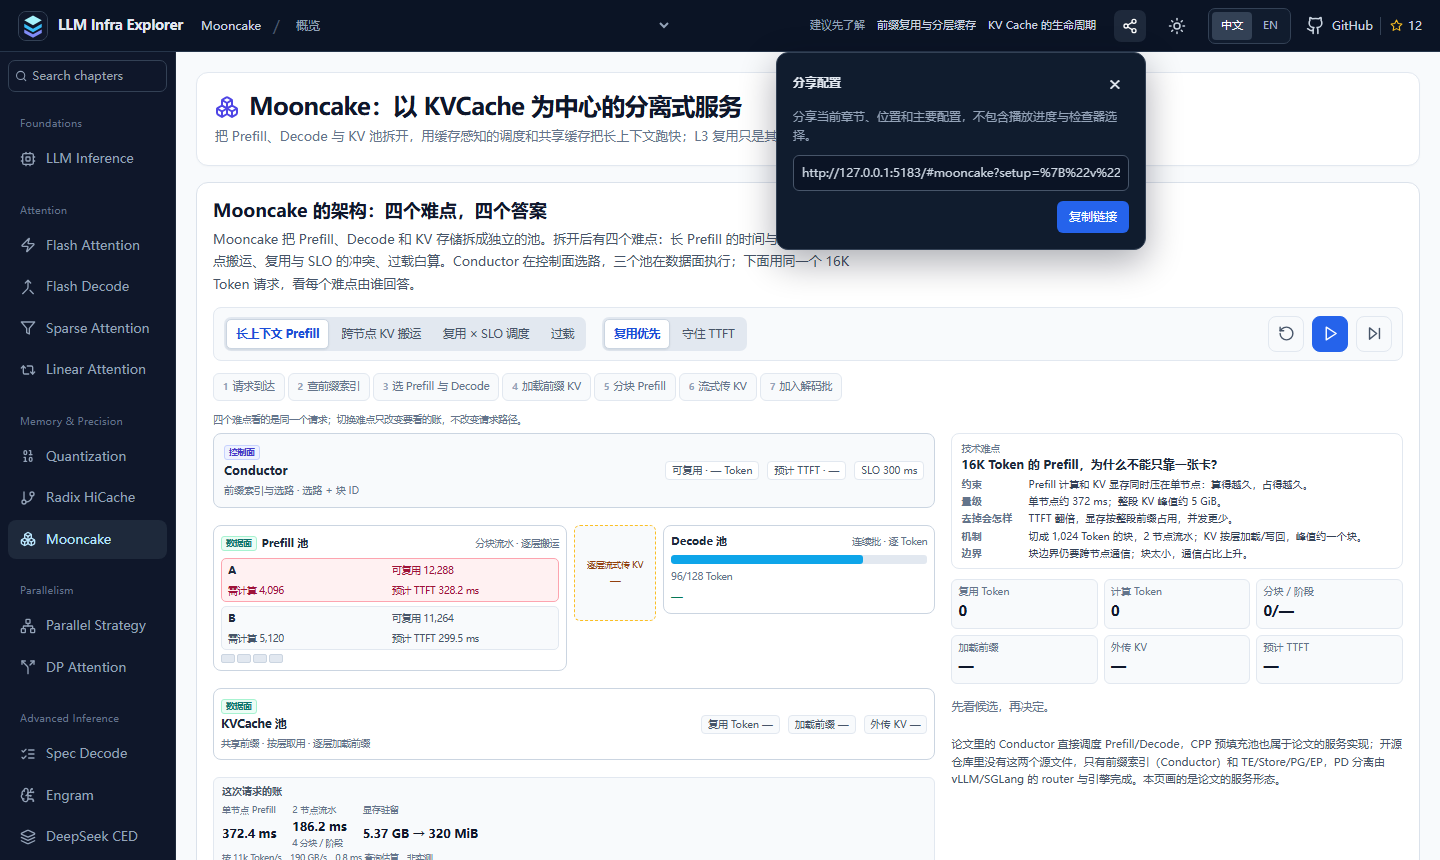 LLM Infra Explorer
Mooncake / 概览
建议先了解 前缀复用与分层缓存 KV Cache 的生命周期
中文 EN
GitHub
12
Search chapters
Foundations
LLM Inference
Attention
Flash Attention
Flash Decode
Sparse Attention
Linear Attention
Memory & Precision
Quantization
Radix HiCache
Mooncake
Parallelism
Parallel Strategy
DP Attention
Advanced Inference
Spec Decode
Engram
DeepSeek CED
分享配置
分享当前章节、位置和主要配置，不包含播放进度与检查器选
择。
http://127.0.0.1:5183/#mooncake?setup=%7B%22v%22
复制链接
Mooncake：以 KVCache 为中心的分离式服务
把 Prefill、Decode 与 KV 池拆开，用缓存感知的调度和共享缓存把长上下文跑快；L3 复用只是其
Mooncake 的架构：四个难点，四个答案
Mooncake 把 Prefill、Decode 和 KV 存储拆成独立的池。拆开后有四个难点：长 Prefill 的时间与
点搬运、复用与 SLO 的冲突、过载白算。Conductor 在控制面选路，三个池在数据面执行；下面用同一个 16K
Token 请求，看每个难点由谁回答。
长上下文 Prefill 跨节点 KV 搬运 复用 × SLO 调度 过载 复用优先 守住 TTFT
1 请求到达 2 查前缀索引 3 选 Prefill 与 Decode 4 加载前缀 KV 5 分块 Prefill 6 流式传 KV 7 加入解码批
四个难点看的是同一个请求；切换难点只改变要看的账，不改变请求路径。
控制面
Conductor
前缀索引与选路 · 选路 + 块 ID
可复用 · — Token 预计 TTFT · — SLO 300 ms
数据面 Prefill 池 分块流水 · 逐层搬运
A 可复用 12,288
需计算 4,096 预计 TTFT 328.2 ms
B 可复用 11,264
需计算 5,120 预计 TTFT 299.5 ms
逐层流式传 KV
—
Decode 池 连续批 · 逐 Token
96/128 Token
—
数据面
KVCache 池
共享前缀 · 按层取用 · 逐层加载前缀
复用 Token — 加载前缀 — 外传 KV —
这次请求的账
单节点 Prefill 2 节点流水 显存驻留
372.4 ms 186.2 ms 5.37 GB → 320 MiB
4 分块 / 阶段
按 11k Token/s、190 GB/s、0.8 ms 查询估算，非实测
技术难点
16K Token 的 Prefill，为什么不能只靠一张卡？
约束 Prefill 计算和 KV 显存同时压在单节点：算得越久，占得越久。
量级 单节点约 372 ms；整段 KV 峰值约 5 GiB。
去掉会怎样 TTFT 翻倍，显存按整段前缀占用，并发更少。
机制 切成 1,024 Token 的块，2 节点流水；KV 按层加载/写回，峰值约一个块。
边界 块边界仍要跨节点通信；块太小，通信占比上升。
复用 Token
0
计算 Token
0
分块 / 阶段
0/—
加载前缀
—
外传 KV
—
预计 TTFT
—
先看候选，再决定。
论文里的 Conductor 直接调度 Prefill/Decode，CPP 预填充池也属于论文的服务实现；开源
仓库里没有这两个源文件，只有前缀索引（Conductor）和 TE/Store/PG/EP，PD 分离由
vLLM/SGLang 的 router 与引擎完成。本页画的是论文的服务形态。